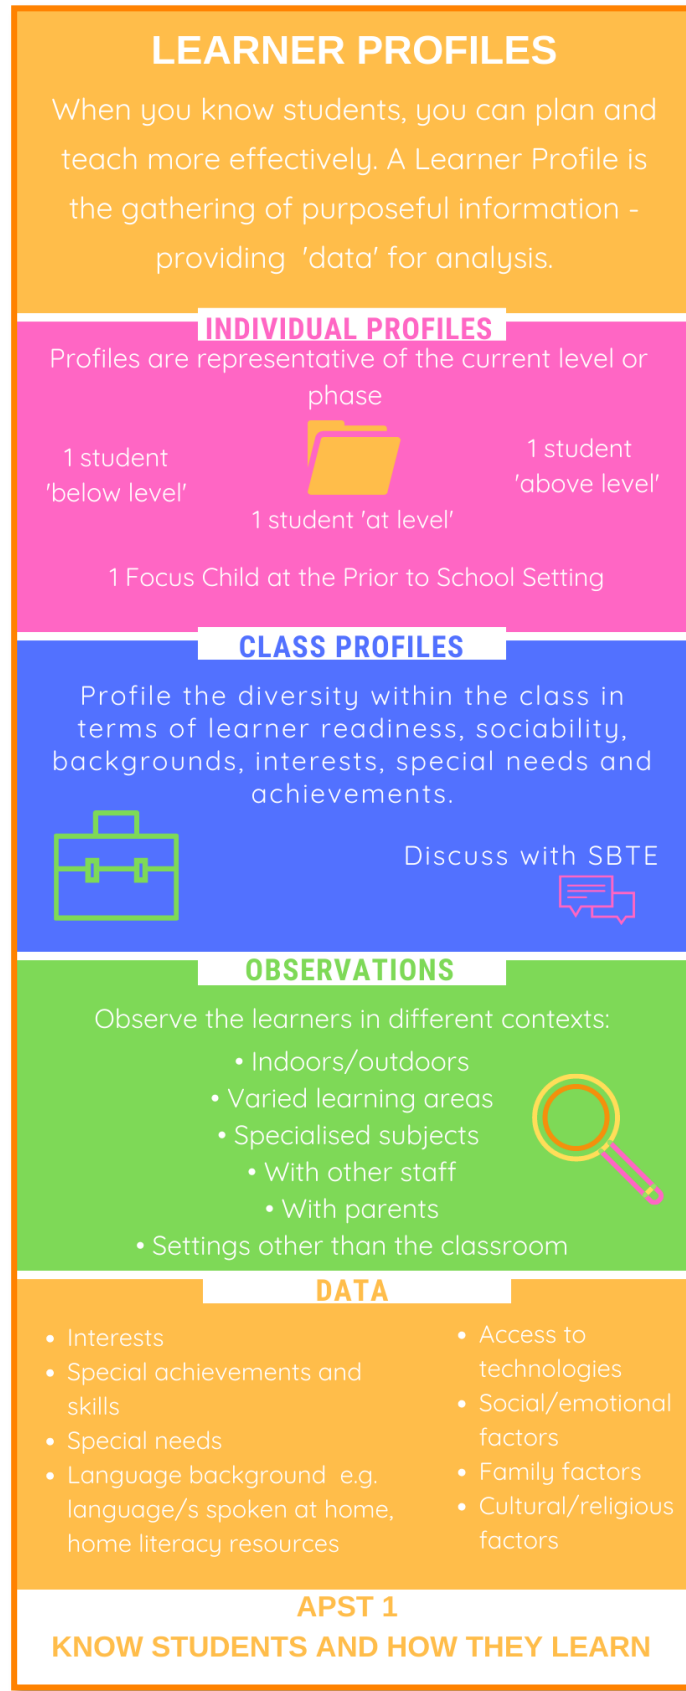 LEARNER PROFILES
When you know students, you can plan and
teach more effectively. A Learner Profile is
the gathering of purposeful information -
providing 'data' for analysis.
INDIVIDUAL PROFILES
Profiles are representative of the current level or
phase
1 student
'below level'
1 student 'at level'
1 student
'above level'
1 Focus Child at the Prior to School Setting
CLASS PROFILES
Profile the diversity within the class in
terms of learner readiness, sociability,
backgrounds, interests, special needs and
achievements.
Discuss with SBTE
OBSERVATIONS
Observe the learners in different contexts:
• Indoors/outdoors
• Varied learning areas
• Specialised subjects
• With other staff
• With parents
• Settings other than the classroom
DATA
• Interests
• Special achievements and
skills
• Special needs
• Language background e.g.
language/s spoken at home,
home literacy resources
• Access to
technologies
• Social/emotional
factors
• Family factors
• Cultural/religious
factors
APST 1
KNOW STUDENTS AND HOW THEY LEARN